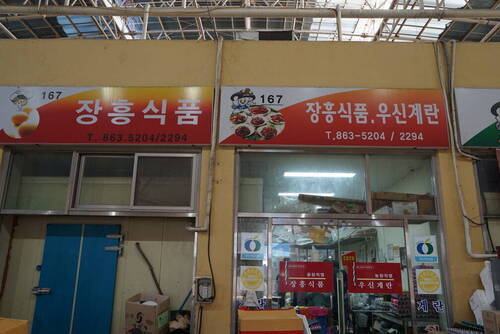 167
장흥식품
T. 863.5204/2294
167
장흥식품.우신계란
T.863-5204 / 2294
장흥식품
우신계란
계란